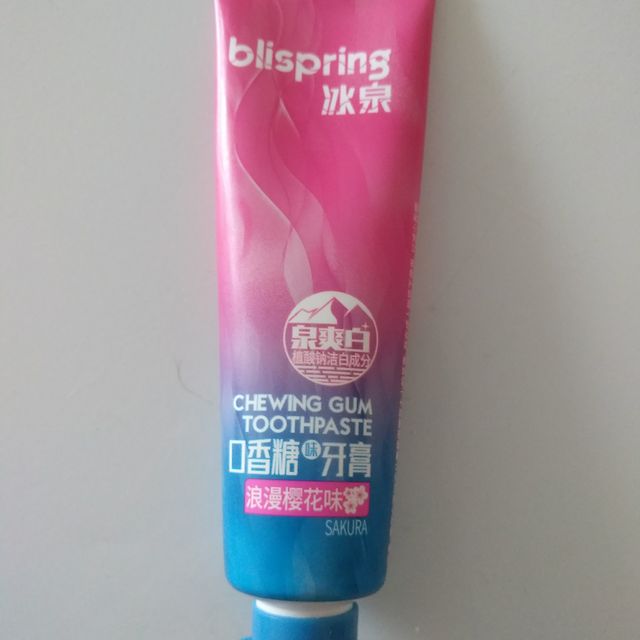 blispring
冰泉
泉爽白+
植酸钠洁白成分
CHEWING GUM
TOOTHPASTE
口香糖味牙膏
浪漫樱花味
SAKURA